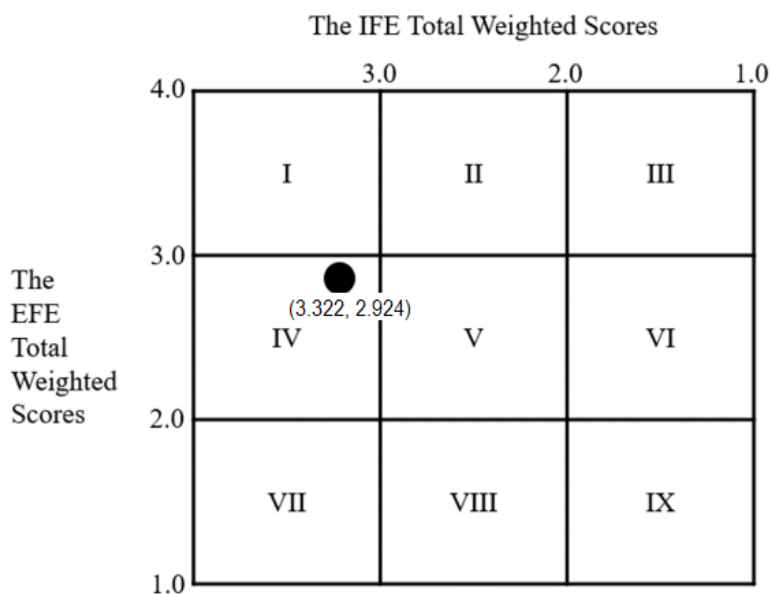 The IFE Total Weighted Scores
3.0 2.0 1.0
4.0
I II III
3.0
The
EFE
Total
Weighted
Scores
(3.322, 2.924)
IV V VI
2.0
VII VIII IX
1.0